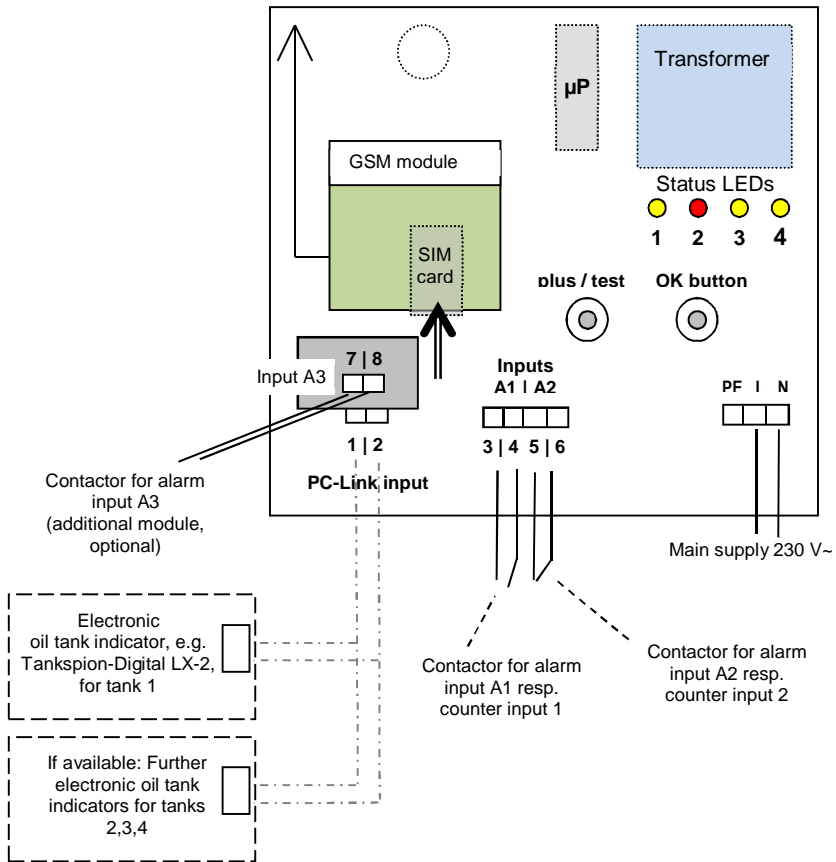 Transformer
µP
GSM module
Status LEDs
1 2 3 4
SIM
card
plus / test
OK button
7 | 8
Input A3
Inputs
A1 | A2
PF I N
1 | 2
3 | 4 5 | 6
PC-Link input
Contactor for alarm
input A3
(additional module,
optional)
Main supply 230 V~
Electronic
oil tank indicator, e.g.
Tankspion-Digital LX-2,
for tank 1
Contactor for alarm
input A1 resp.
counter input 1
Contactor for alarm
input A2 resp.
counter input 2
If available: Further
electronic oil tank
indicators for tanks
2,3,4